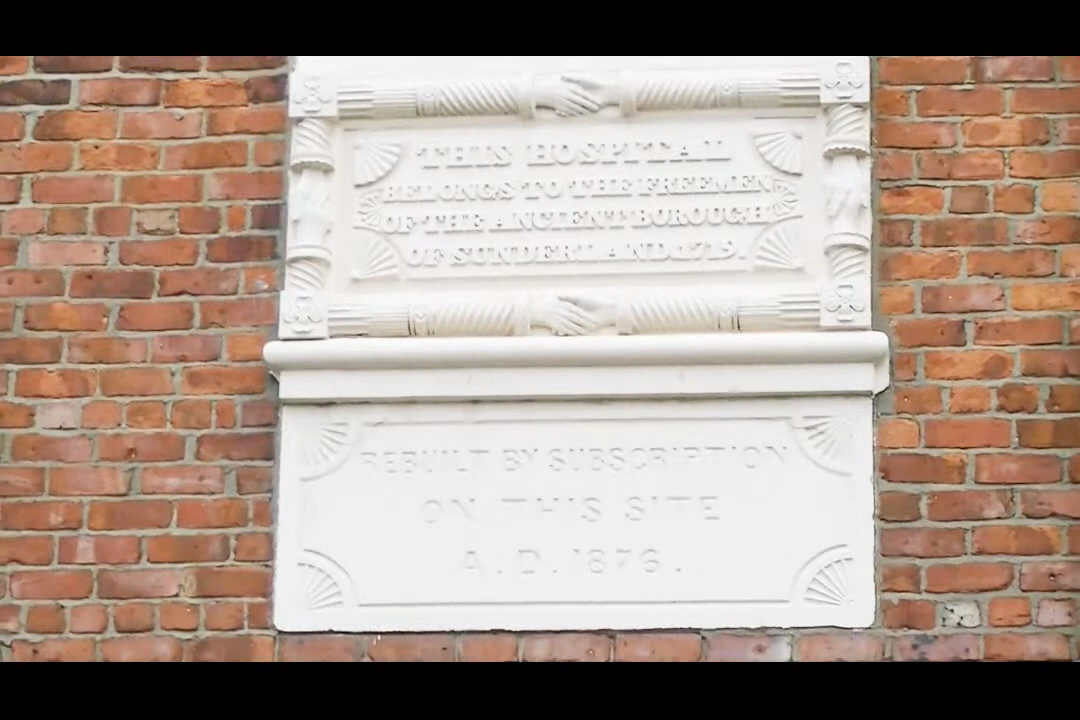 THIS HOSPITAL
BELONGS TO THE FREEMEN
OF THE ANCIENT BOROUGH
OF SUNDERLAND.1719.
REBUILT BY SUBSCRIPTION
ON THIS SITE
A.D. 1876.